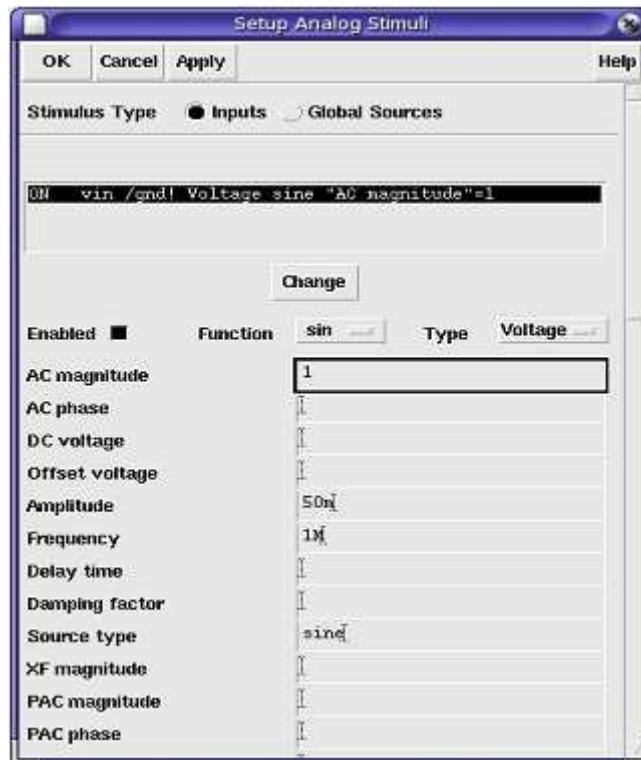 Setup Analog Stimuli
OK Cancel Apply Help
Stimulus Type Inputs Global Sources
ON vin /gnd! Voltage sine "AC magnitude"=1
Change
Enabled Function sin Type Voltage
AC magnitude 1
AC phase
DC voltage
Offset voltage
Amplitude 50m
Frequency 1M
Delay time
Damping factor
Source type sine
XF magnitude
PAC magnitude
PAC phase